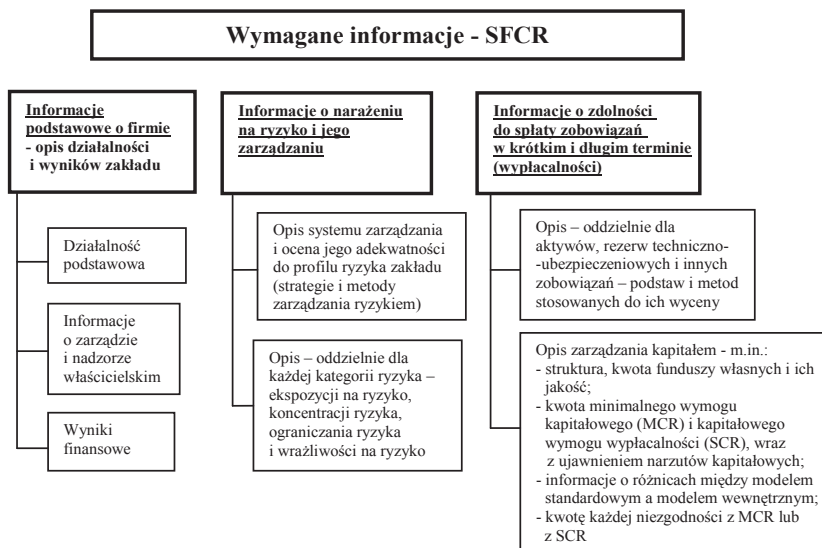 Wymagane informacje - SFCR
Informacje
podstawowe o firmie
- opis działalności
i wyników zakładu
Działalność
podstawowa
Informacje
o zarządzie
i nadzorze
właścicielskim
Wyniki
finansowe
Informacje o narażeniu
na ryzyko i jego
zarządzaniu
Opis systemu zarządzania
i ocena jego adekwatności
do profilu ryzyka zakładu
(strategie i metody
zarządzania ryzykiem)
Opis – oddzielnie dla
każdej kategorii ryzyka –
ekspozycji na ryzyko,
koncentracji ryzyka,
ograniczania ryzyka
i wrażliwości na ryzyko
Informacje o zdolności
do spłaty zobowiązań
w krótkim i długim terminie
(wypłacalności)
Opis – oddzielnie dla
aktywów, rezerw techniczno-
-ubezpieczeniowych i innych
zobowiązań – podstaw i metod
stosowanych do ich wyceny
Opis zarządzania kapitałem - m.in.:
- struktura, kwota funduszy własnych i ich
jakość;
- kwota minimalnego wymogu
kapitałowego (MCR) i kapitałowego
wymogu wypłacalności (SCR), wraz
z ujawnieniem narzutów kapitałowych;
- informacje o różnicach między modelem
standardowym a modelem wewnętrznym;
- kwotę każdej niezgodności z MCR lub
z SCR